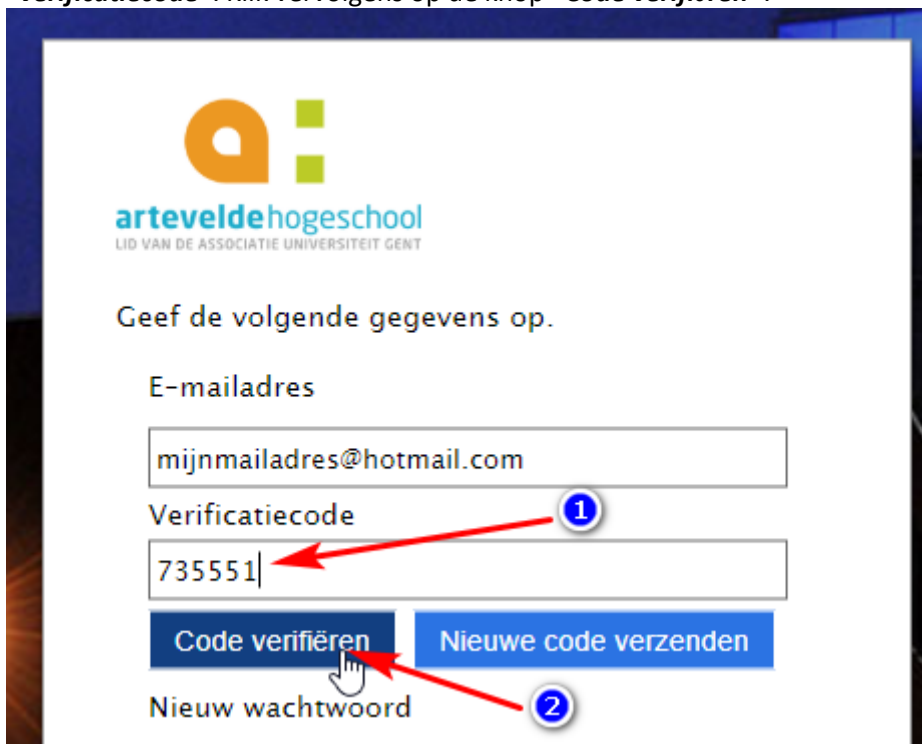 arteveldehogeschool
LID VAN DE ASSOCIATIE UNIVERSITEIT GENT
Geef de volgende gegevens op.
E-mailadres
mijnmailadres@hotmail.com
Verificatiecode
1
735551
Code verifiëren Nieuwe code verzenden
Nieuw wachtwoord
2